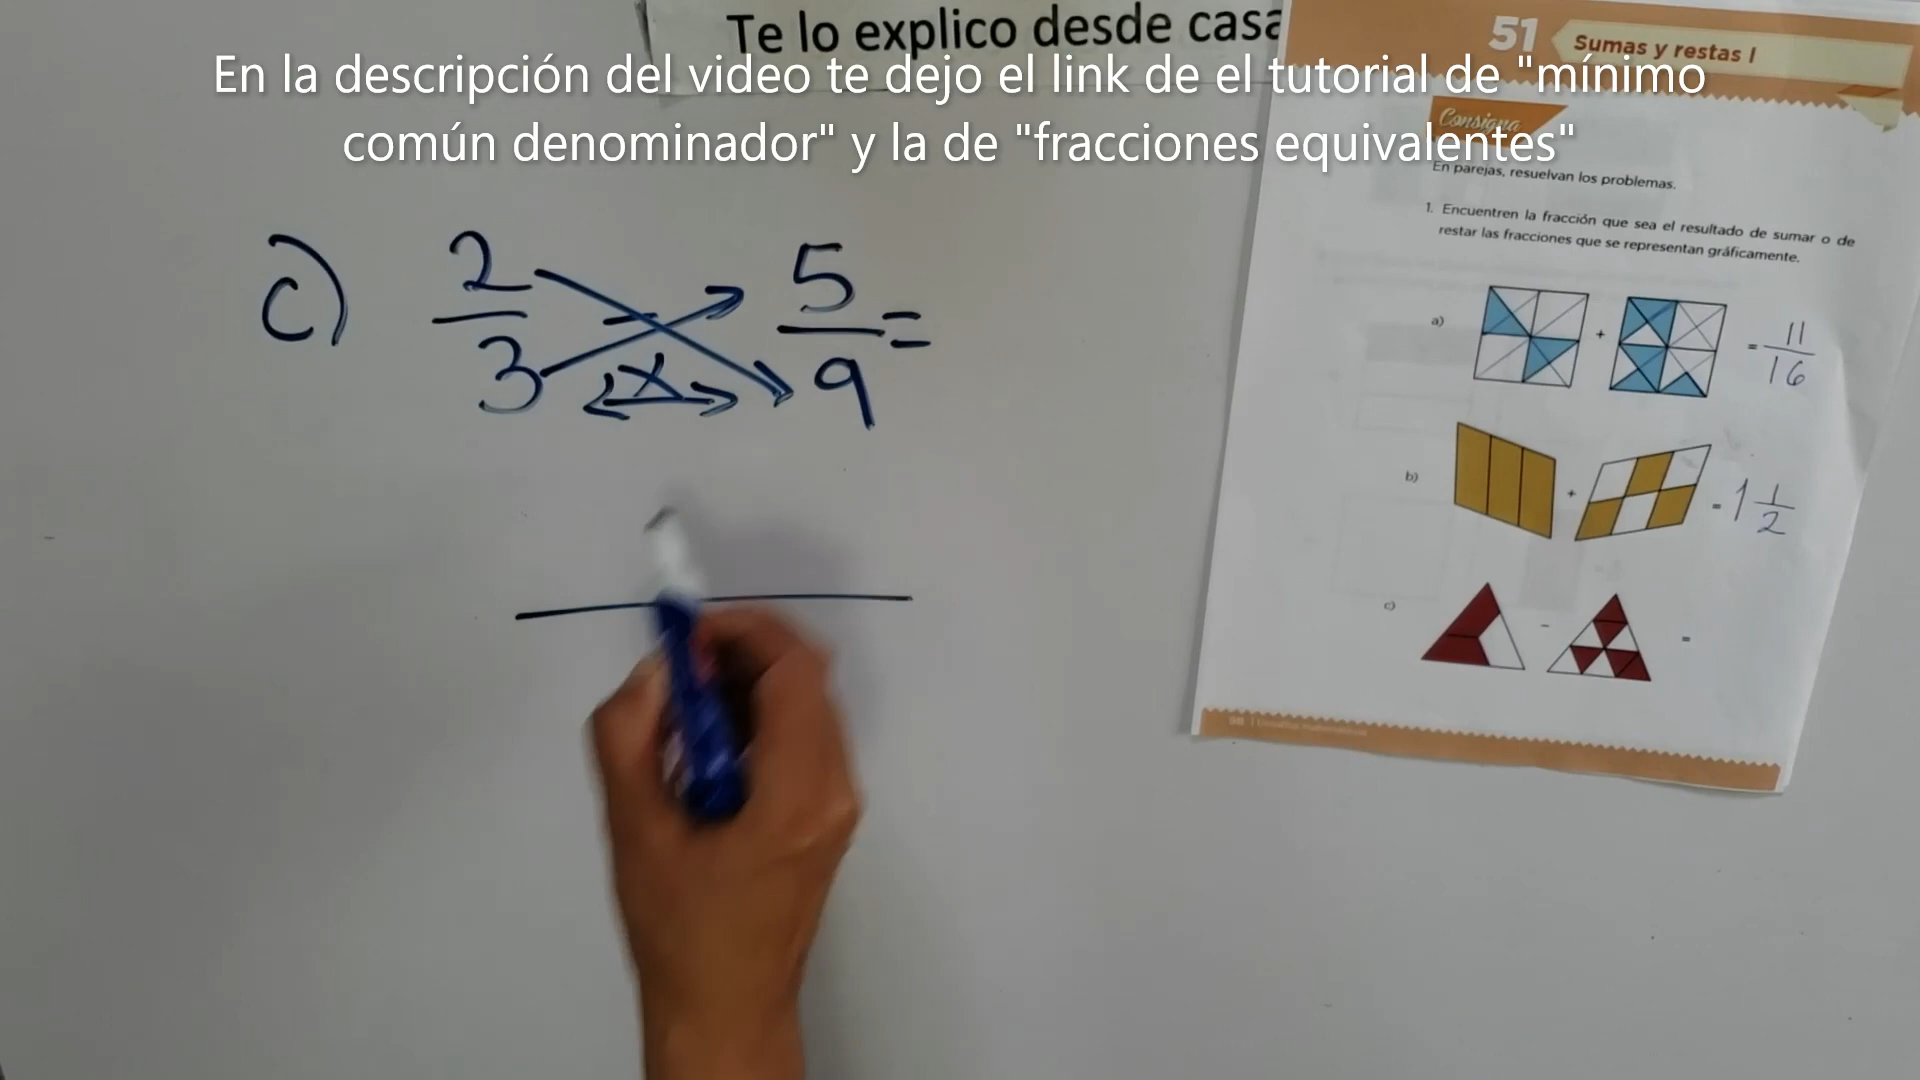 Te lo explico desde casa
En la descripción del video te dejo el link de el tutorial de "mínimo
común denominador" y la de "fracciones equivalentes"
c) 2/3 - 5/9 =
x
51 Sumas y restas I
Consigna
En parejas, resuelvan los problemas.
1. Encuentren la fracción que sea el resultado de sumar o de
restar las fracciones que se representan gráficamente.
a) + = 11/16
b) + = 1 1/2
c) - =